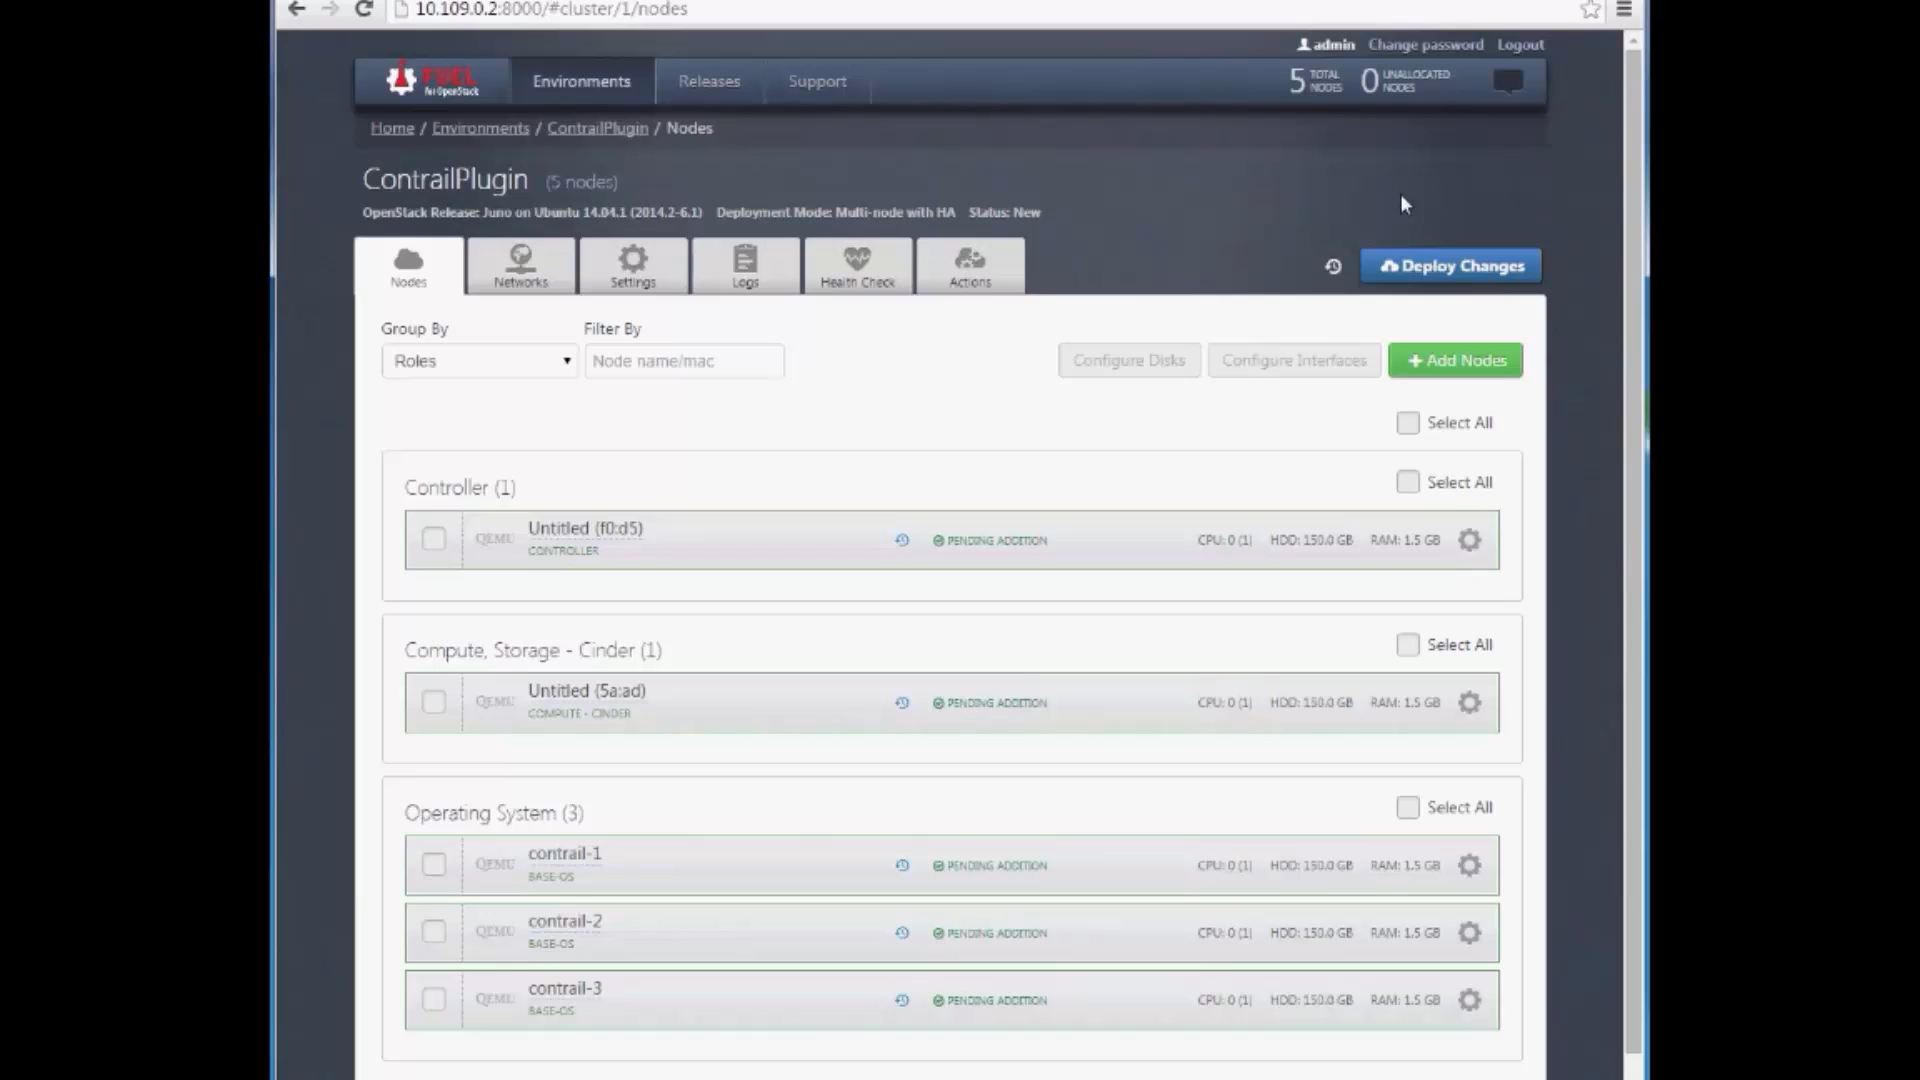 10.109.0.2:8000/#cluster/1/nodes
admin Change password Logout
FUEL for OpenStack
Environments Releases Support
5 TOTAL NODES 0 UNALLOCATED NODES
Home / Environments / ContrailPlugin / Nodes
ContrailPlugin (5 nodes)
OpenStack Release: Juno on Ubuntu 14.04.1 (2014.2-6.1) Deployment Mode: Multi-node with HA Status: New
Nodes Networks Settings Logs Health Check Actions
Deploy Changes
Group By Filter By
Roles Node name/mac
Configure Disks Configure Interfaces + Add Nodes
Select All
Controller (1) Select All
QEMU Untitled (f0:d5) PENDING ADDITION CPU: 0 (1) HDD: 150.0 GB RAM: 1.5 GB
CONTROLLER
Compute, Storage - Cinder (1) Select All
QEMU Untitled (5a:ad) PENDING ADDITION CPU: 0 (1) HDD: 150.0 GB RAM: 1.5 GB
COMPUTE - CINDER
Operating System (3) Select All
QEMU contrail-1 PENDING ADDITION CPU: 0 (1) HDD: 150.0 GB RAM: 1.5 GB
BASE-OS
QEMU contrail-2 PENDING ADDITION CPU: 0 (1) HDD: 150.0 GB RAM: 1.5 GB
BASE-OS
QEMU contrail-3 PENDING ADDITION CPU: 0 (1) HDD: 150.0 GB RAM: 1.5 GB
BASE-OS